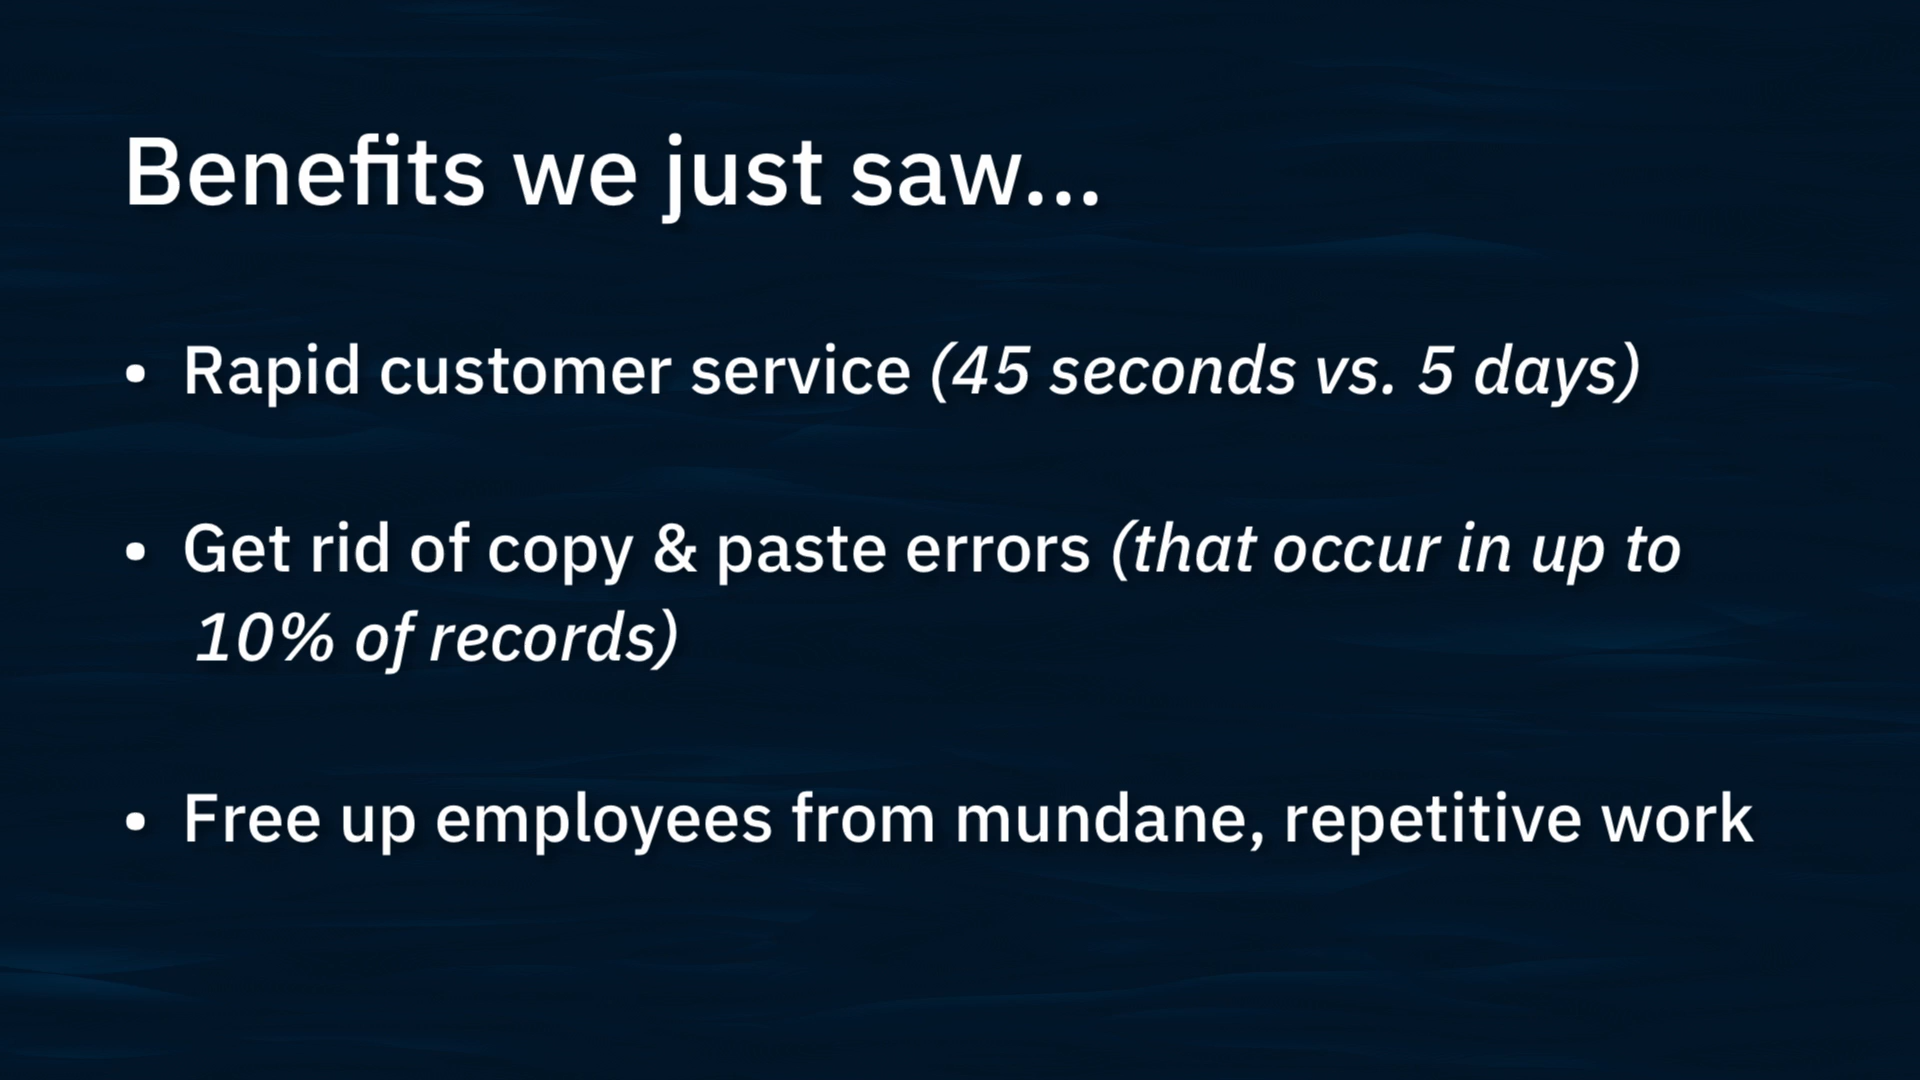 Benefits we just saw...
• Rapid customer service (45 seconds vs. 5 days)
• Get rid of copy & paste errors (that occur in up to
10% of records)
• Free up employees from mundane, repetitive work